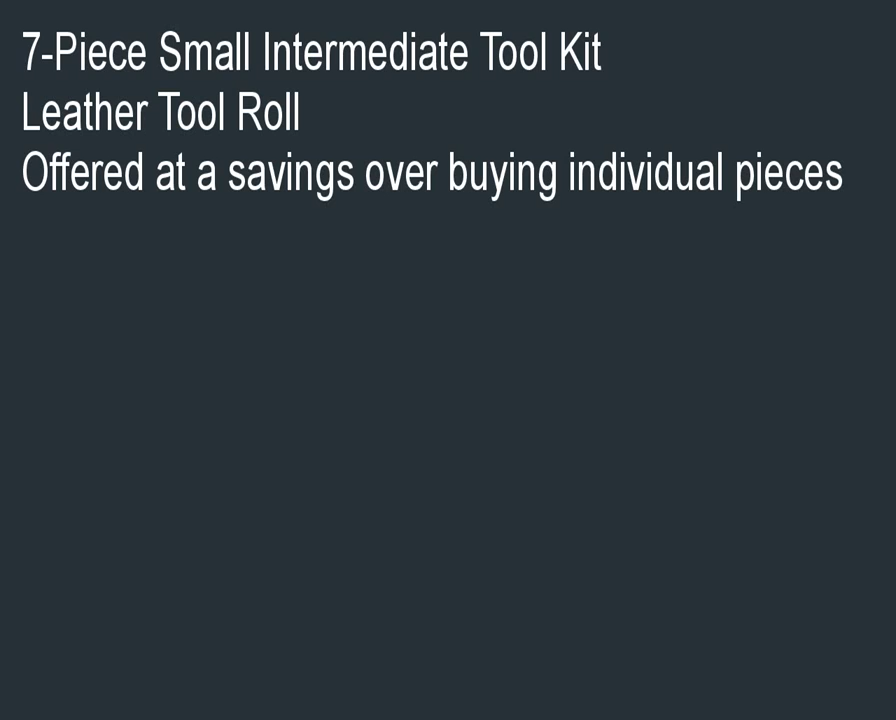 7-Piece Small Intermediate Tool Kit
Leather Tool Roll
Offered at a savings over buying individual pieces